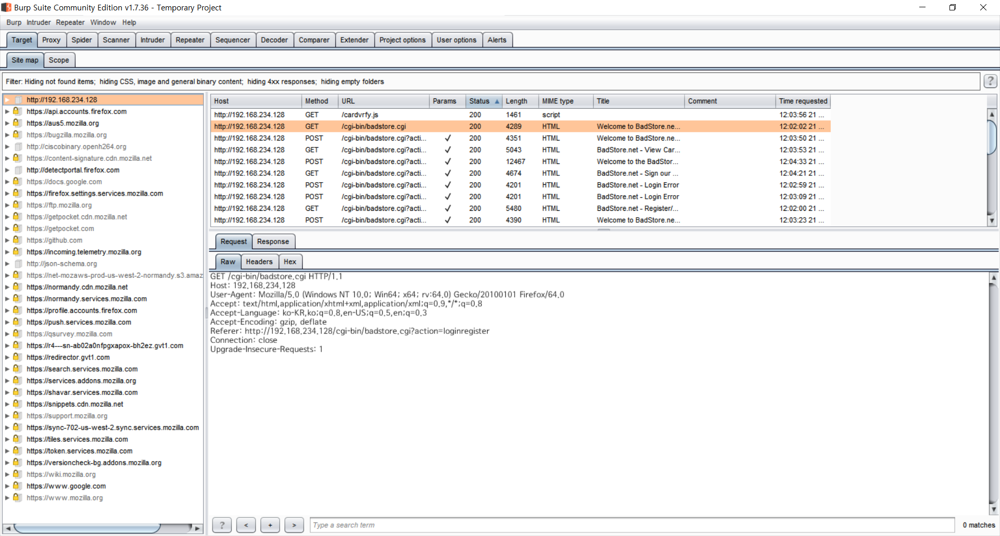 Burp Suite Community Edition v1.7.36 - Temporary Project
Burp Intruder Repeater Window Help
Target Proxy Spider Scanner Intruder Repeater Sequencer Decoder Comparer Extender Project options User options Alerts
Site map Scope
Filter: Hiding not found items; hiding CSS, image and general binary content; hiding 4xx responses; hiding empty folders ?
http://192.168.234.128
https://api.accounts.firefox.com
https://aus5.mozilla.org
https://bugzilla.mozilla.org
http://ciscobinary.openh264.org
https://content-signature.cdn.mozilla.net
http://detectportal.firefox.com
https://docs.google.com
https://firefox.settings.services.mozilla.com
https://ftp.mozilla.org
https://getpocket.cdn.mozilla.net
https://getpocket.com
https://github.com
https://incoming.telemetry.mozilla.org
http://json-schema.org
https://net-mozaws-prod-us-west-2-normandy.s3.amaz
https://normandy.cdn.mozilla.net
https://normandy.services.mozilla.com
https://profile.accounts.firefox.com
https://push.services.mozilla.com
https://qsurvey.mozilla.com
https://r4---sn-ab02a0nfpgxapox-bh2ez.gvt1.com
https://redirector.gvt1.com
https://search.services.mozilla.com
https://services.addons.mozilla.org
https://shavar.services.mozilla.com
https://snippets.cdn.mozilla.net
https://support.mozilla.org
https://sync-702-us-west-2.sync.services.mozilla.com
https://tiles.services.mozilla.com
https://token.services.mozilla.com
https://versioncheck-bg.addons.mozilla.org
https://wiki.mozilla.org
https://www.google.com
https://www.mozilla.org
Host Method URL Params Status Length MIME type Title Comment Time requested
http://192.168.234.128 GET /cardvrfy.js 200 1461 script 12:03:56 21 ...
http://192.168.234.128 GET /cgi-bin/badstore.cgi 200 4289 HTML Welcome to BadStore.ne... 12:02:02 21 ...
http://192.168.234.128 POST /cgi-bin/badstore.cgi?acti... ✓ 200 4351 HTML Welcome to BadStore.ne... 12:03:50 21 ...
http://192.168.234.128 GET /cgi-bin/badstore.cgi?acti... ✓ 200 5043 HTML BadStore.net - View Car... 12:03:53 21 ...
http://192.168.234.128 POST /cgi-bin/badstore.cgi?acti... ✓ 200 12467 HTML Welcome to the BadStor... 12:04:33 21 ...
http://192.168.234.128 GET /cgi-bin/badstore.cgi?acti... ✓ 200 4674 HTML BadStore.net - Sign our ... 12:04:21 21 ...
http://192.168.234.128 POST /cgi-bin/badstore.cgi?acti... ✓ 200 4201 HTML BadStore.net - Login Error 12:02:59 21 ...
http://192.168.234.128 POST /cgi-bin/badstore.cgi?acti... ✓ 200 4201 HTML BadStore.net - Login Error 12:03:09 21 ...
http://192.168.234.128 GET /cgi-bin/badstore.cgi?acti... ✓ 200 5480 HTML BadStore.net - Register/... 12:02:00 21 ...
http://192.168.234.128 POST /cgi-bin/badstore.cgi?acti... ✓ 200 4390 HTML Welcome to BadStore.ne... 12:03:23 21 ...
Request Response
Raw Headers Hex
GET /cgi-bin/badstore.cgi HTTP/1.1
Host: 192.168.234.128
User-Agent: Mozilla/5.0 (Windows NT 10.0; Win64; x64; rv:64.0) Gecko/20100101 Firefox/64.0
Accept: text/html,application/xhtml+xml,application/xml;q=0.9,*/*;q=0.8
Accept-Language: ko-KR,ko;q=0.8,en-US;q=0.5,en;q=0.3
Accept-Encoding: gzip, deflate
Referer: http://192.168.234.128/cgi-bin/badstore.cgi?action=loginregister
Connection: close
Upgrade-Insecure-Requests: 1
? < + > Type a search term 0 matches